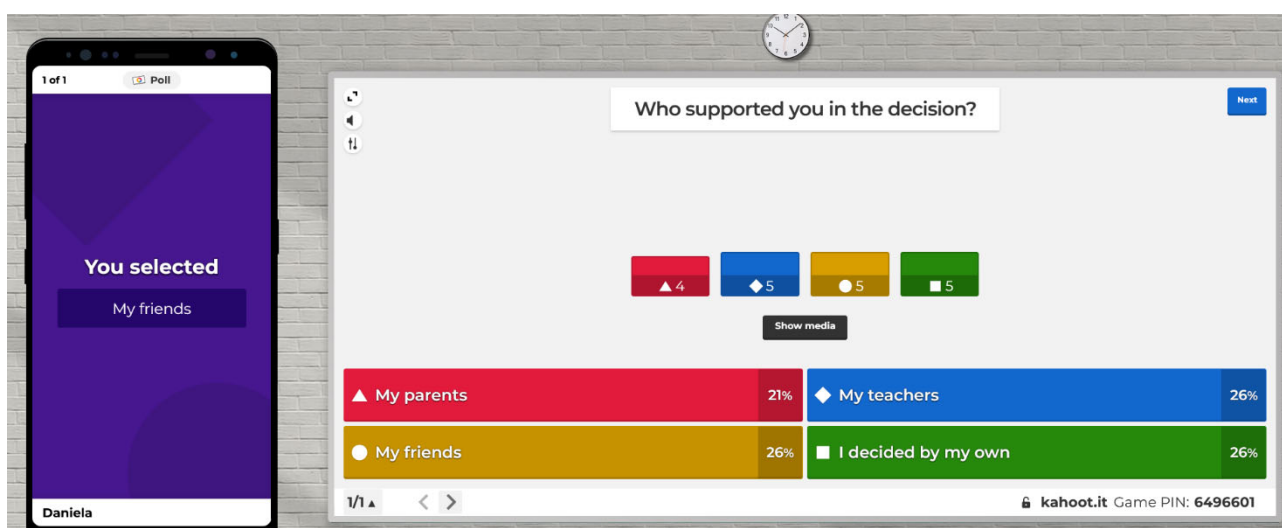 1 of 1 Poll
You selected
My friends
Daniela
Who supported you in the decision?
Next
4
5
5
5
Show media
My parents 21%
My teachers 26%
My friends 26%
I decided by my own 26%
1/1
kahoot.it Game PIN: 6496601